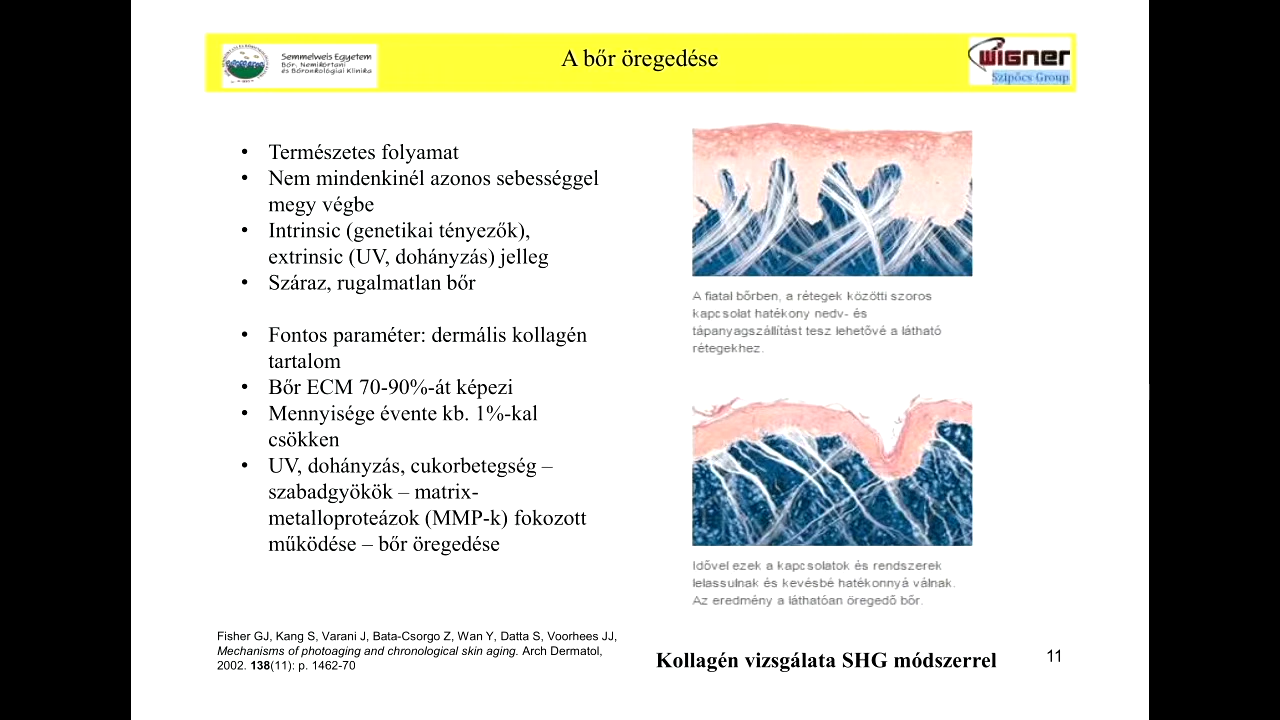 Semmelweis Egyetem
Bőr, Nemikórtani
és Bőronkológiai Klinika
A bőr öregedése
wigner
Szipőcs Group
• Természetes folyamat
• Nem mindenkinél azonos sebességgel
megy végbe
• Intrinsic (genetikai tényezők),
extrinsic (UV, dohányzás) jelleg
• Száraz, rugalmatlan bőr
• Fontos paraméter: dermális kollagén
tartalom
• Bőr ECM 70-90%-át képezi
• Mennyisége évente kb. 1%-kal
csökken
• UV, dohányzás, cukorbetegség –
szabadgyökök – matrix-
metalloproteázok (MMP-k) fokozott
működése – bőr öregedése
A fiatal bőrben, a rétegek közötti szoros
kapcsolat hatékony nedv- és
tápanyagszállítást tesz lehetővé a látható
rétegekhez.
Idővel ezek a kapcsolatok és rendszerek
lelassulnak és kevésbé hatékonnyá válnak.
Az eredmény a láthatóan öregedő bőr.
Fisher GJ, Kang S, Varani J, Bata-Csorgo Z, Wan Y, Datta S, Voorhees JJ,
Mechanisms of photoaging and chronological skin aging. Arch Dermatol,
2002. 138(11): p. 1462-70
Kollagén vizsgálata SHG módszerrel
11